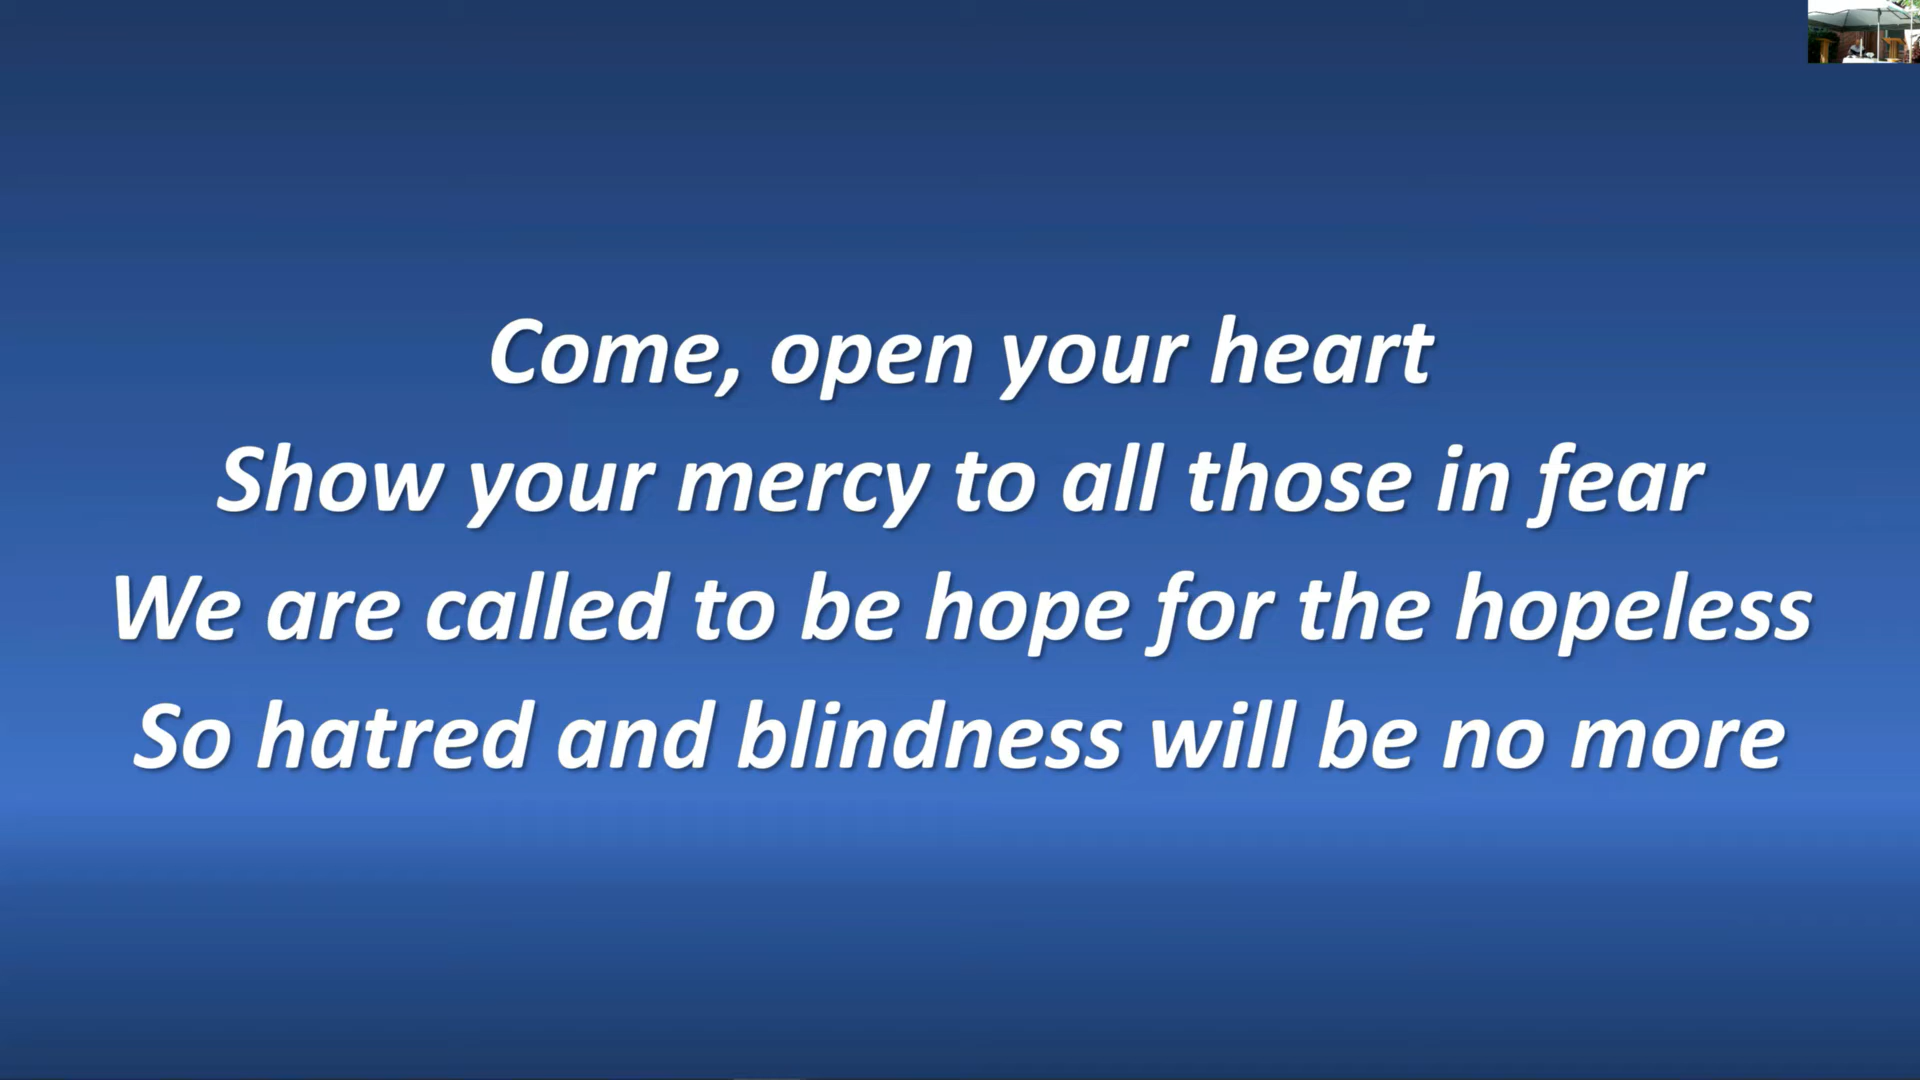 Come, open your heart
Show your mercy to all those in fear
We are called to be hope for the hopeless
So hatred and blindness will be no more